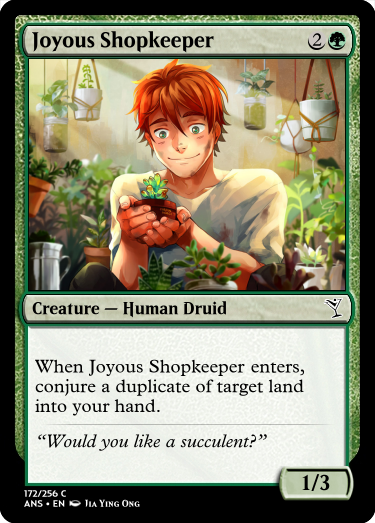 Joyous Shopkeeper 2
Creature — Human Druid
When Joyous Shopkeeper enters,
conjure a duplicate of target land
into your hand.
“Would you like a succulent?”
1/3
172/256 C
ANS • EN Jia Ying Ong